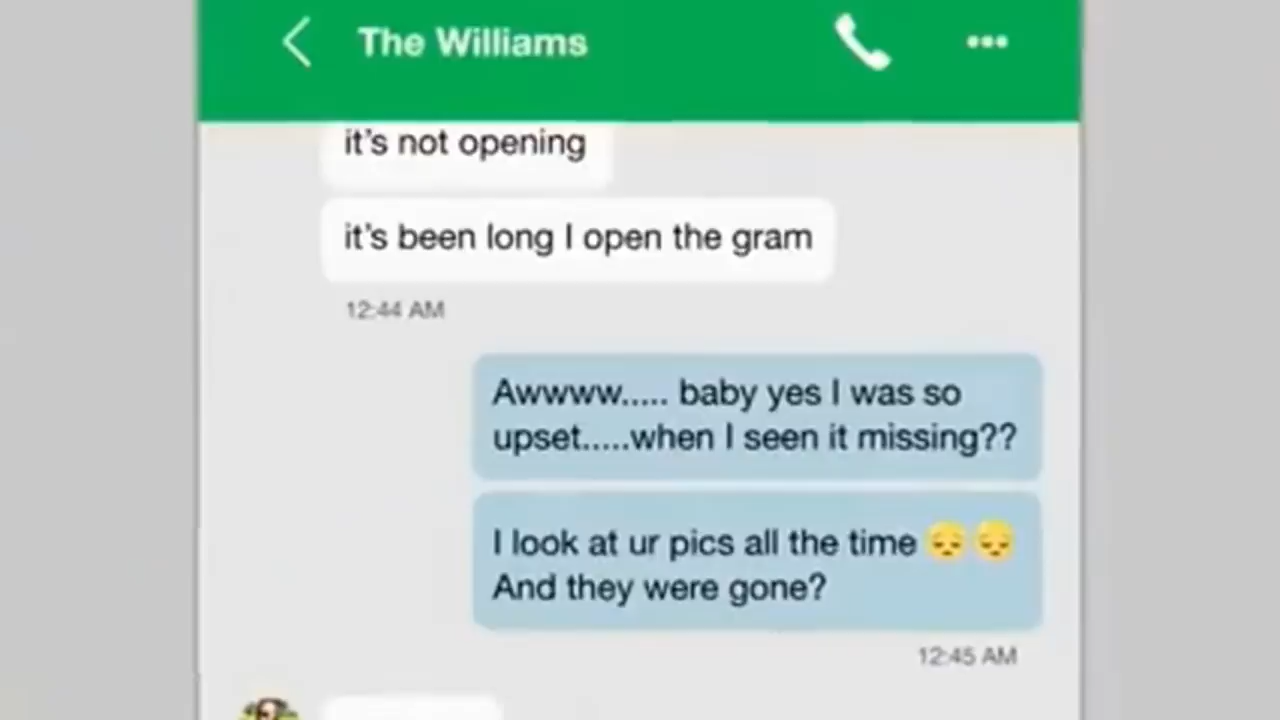 The Williams
it's not opening
it's been long I open the gram
12:44 AM
Awwww..... baby yes I was so
upset.....when I seen it missing??
I look at ur pics all the time 😔😔
And they were gone?
12:45 AM